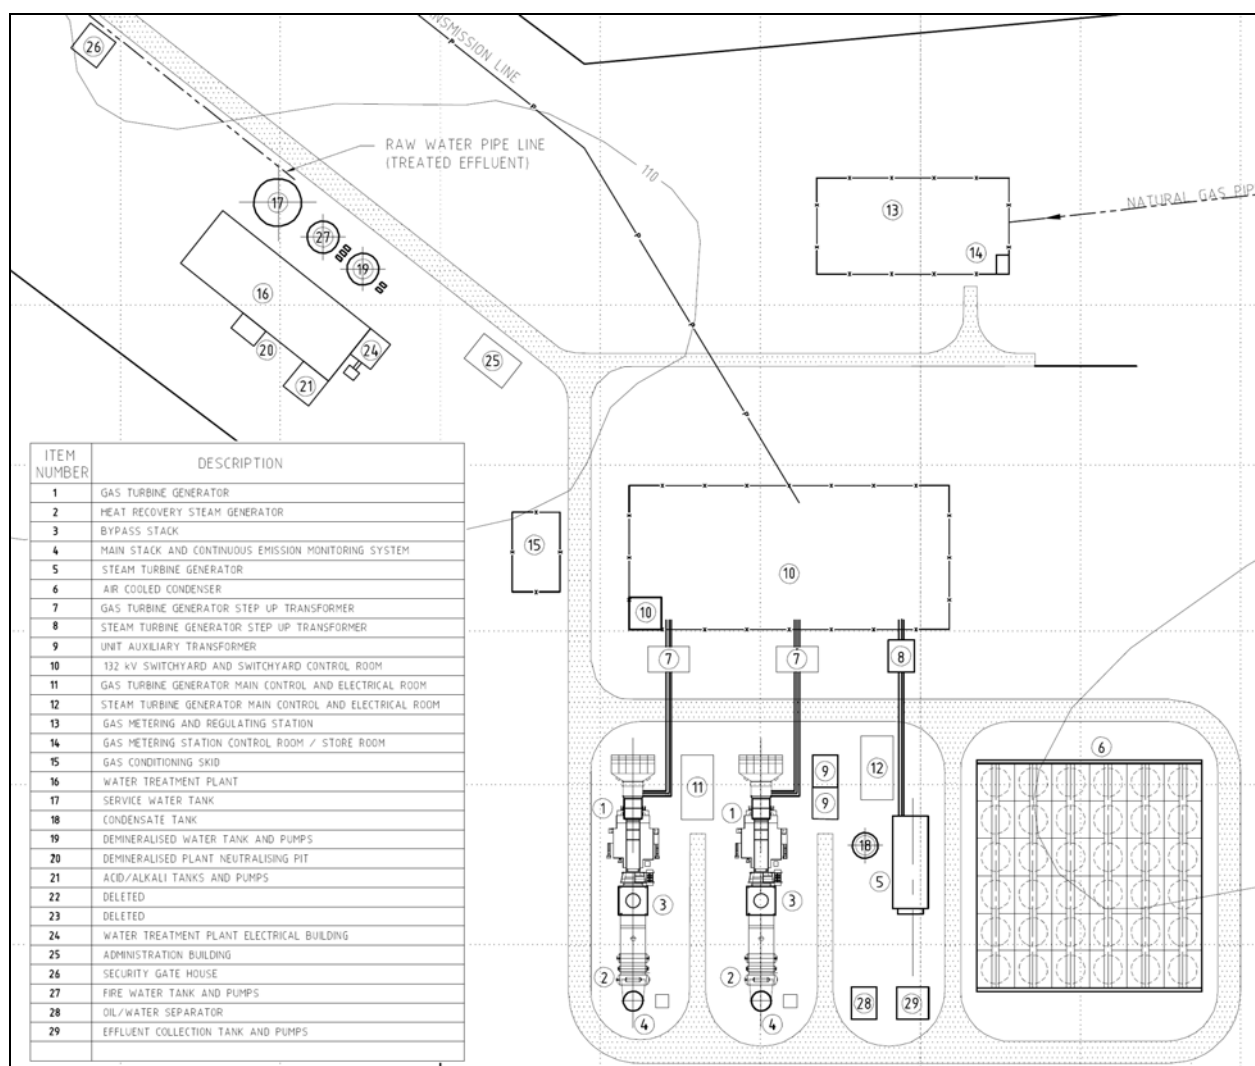 26
NSMISSION LINE
P
P
RAW WATER PIPE LINE
(TREATED EFFLUENT)
110
13
NATURAL GAS PIP
17
27
19
14
P
16
P
20
24
25
21
P
ITEM NUMBER DESCRIPTION
1 GAS TURBINE GENERATOR
2 HEAT RECOVERY STEAM GENERATOR
3 BYPASS STACK
4 MAIN STACK AND CONTINUOUS EMISSION MONITORING SYSTEM
5 STEAM TURBINE GENERATOR
6 AIR COOLED CONDENSER
7 GAS TURBINE GENERATOR STEP UP TRANSFORMER
8 STEAM TURBINE GENERATOR STEP UP TRANSFORMER
9 UNIT AUXILIARY TRANSFORMER
10 132 kV SWITCHYARD AND SWITCHYARD CONTROL ROOM
11 GAS TURBINE GENERATOR MAIN CONTROL AND ELECTRICAL ROOM
12 STEAM TURBINE GENERATOR MAIN CONTROL AND ELECTRICAL ROOM
13 GAS METERING AND REGULATING STATION
14 GAS METERING STATION CONTROL ROOM / STORE ROOM
15 GAS CONDITIONING SKID
16 WATER TREATMENT PLANT
17 SERVICE WATER TANK
18 CONDENSATE TANK
19 DEMINERALISED WATER TANK AND PUMPS
20 DEMINERALISED PLANT NEUTRALISING PIT
21 ACID/ALKALI TANKS AND PUMPS
22 DELETED
23 DELETED
24 WATER TREATMENT PLANT ELECTRICAL BUILDING
25 ADMINISTRATION BUILDING
26 SECURITY GATE HOUSE
27 FIRE WATER TANK AND PUMPS
28 OIL/WATER SEPARATOR
29 EFFLUENT COLLECTION TANK AND PUMPS
15
10
10
7
7
8
6
11
9
12
1
1
9
18
5
3
3
2
2
28
29
4
4